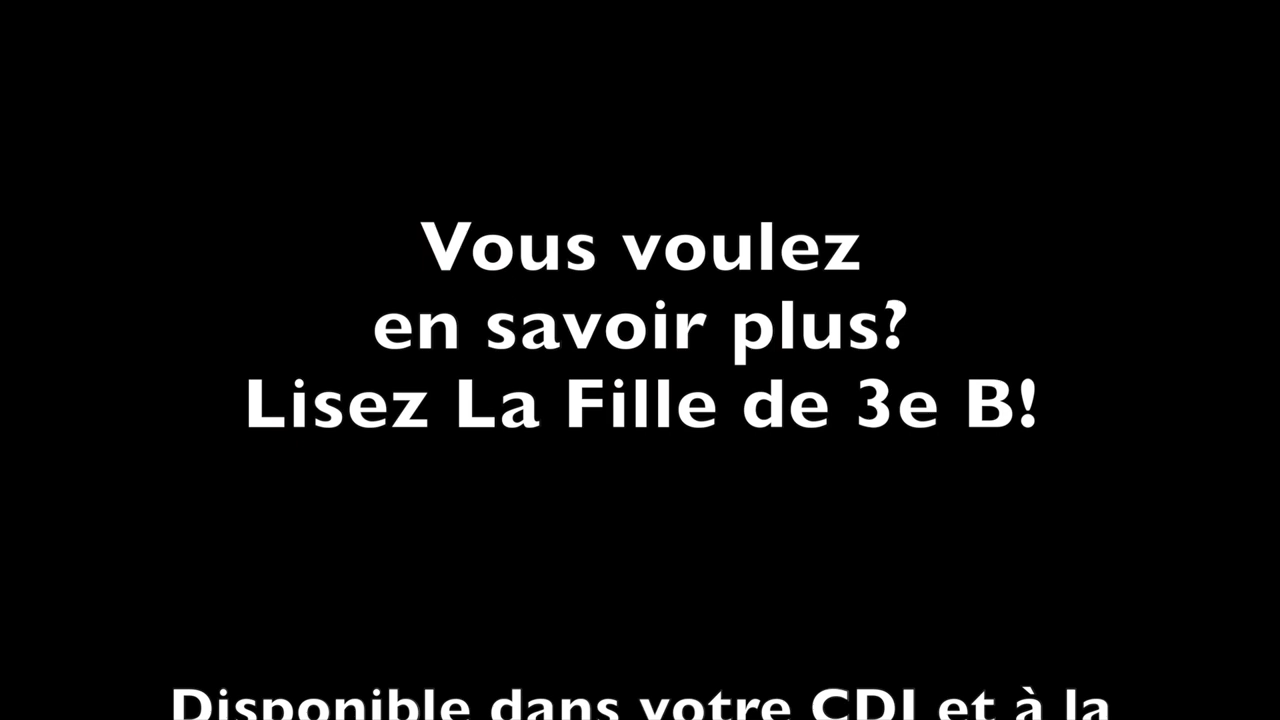 Vous voulez
en savoir plus?
Lisez La Fille de 3e B!
Disponible dans votre CDI et à la